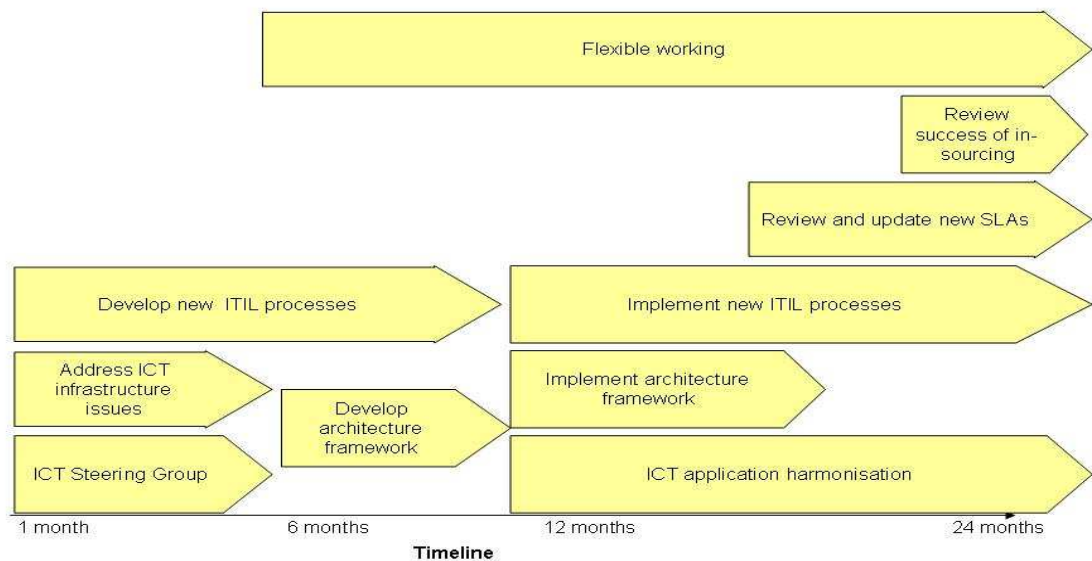 Flexible working
Review
success of in-
sourcing
Review and update new SLAs
Develop new ITIL processes
Implement new ITIL processes
Address ICT
infrastructure
issues
Implement architecture
framework
Develop
architecture
framework
ICT Steering Group
ICT application harmonisation
1 month
6 months
12 months
24 months
Timeline